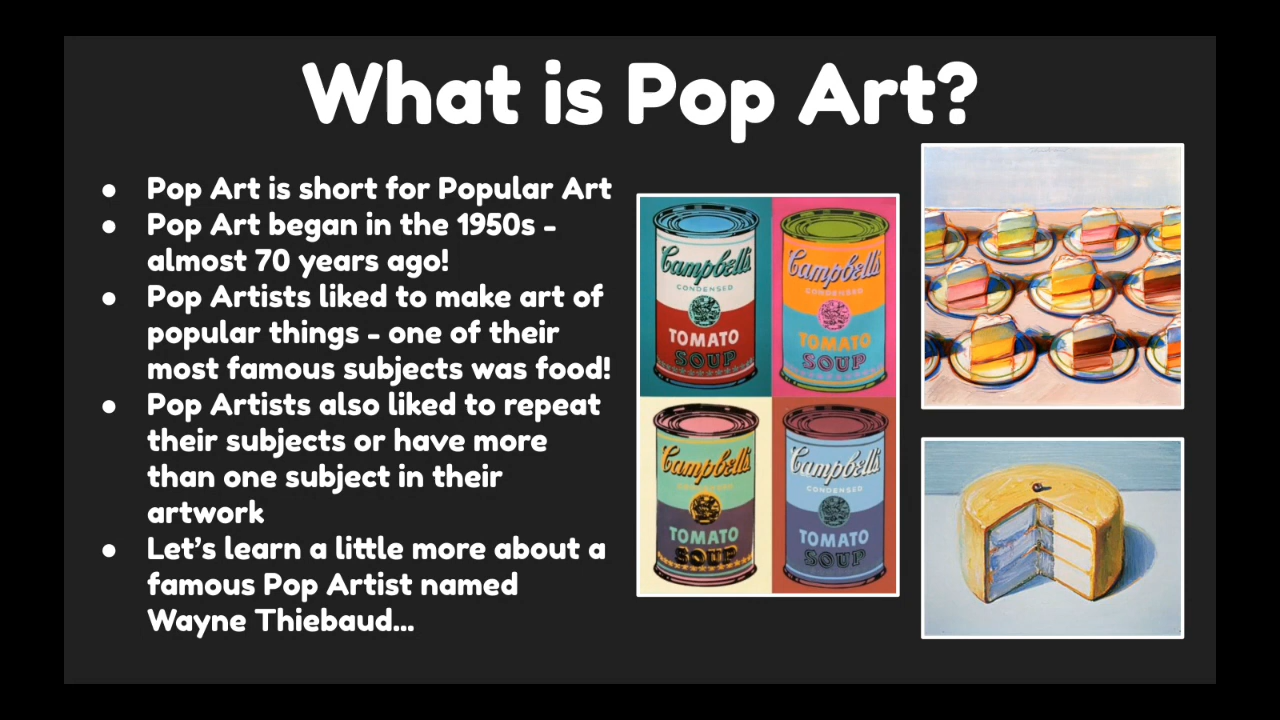 What is Pop Art?
● Pop Art is short for Popular Art
● Pop Art began in the 1950s -
almost 70 years ago!
● Pop Artists liked to make art of
popular things - one of their
most famous subjects was food!
● Pop Artists also liked to repeat
their subjects or have more
than one subject in their
artwork
● Let's learn a little more about a
famous Pop Artist named
Wayne Thiebaud...
Campbell's
CONDENSED
TOMATO
SOUP
Campbell's
CONDENSED
TOMATO
SOUP
Campbell's
CONDENSED
TOMATO
SOUP
Campbell's
CONDENSED
TOMATO
SOUP